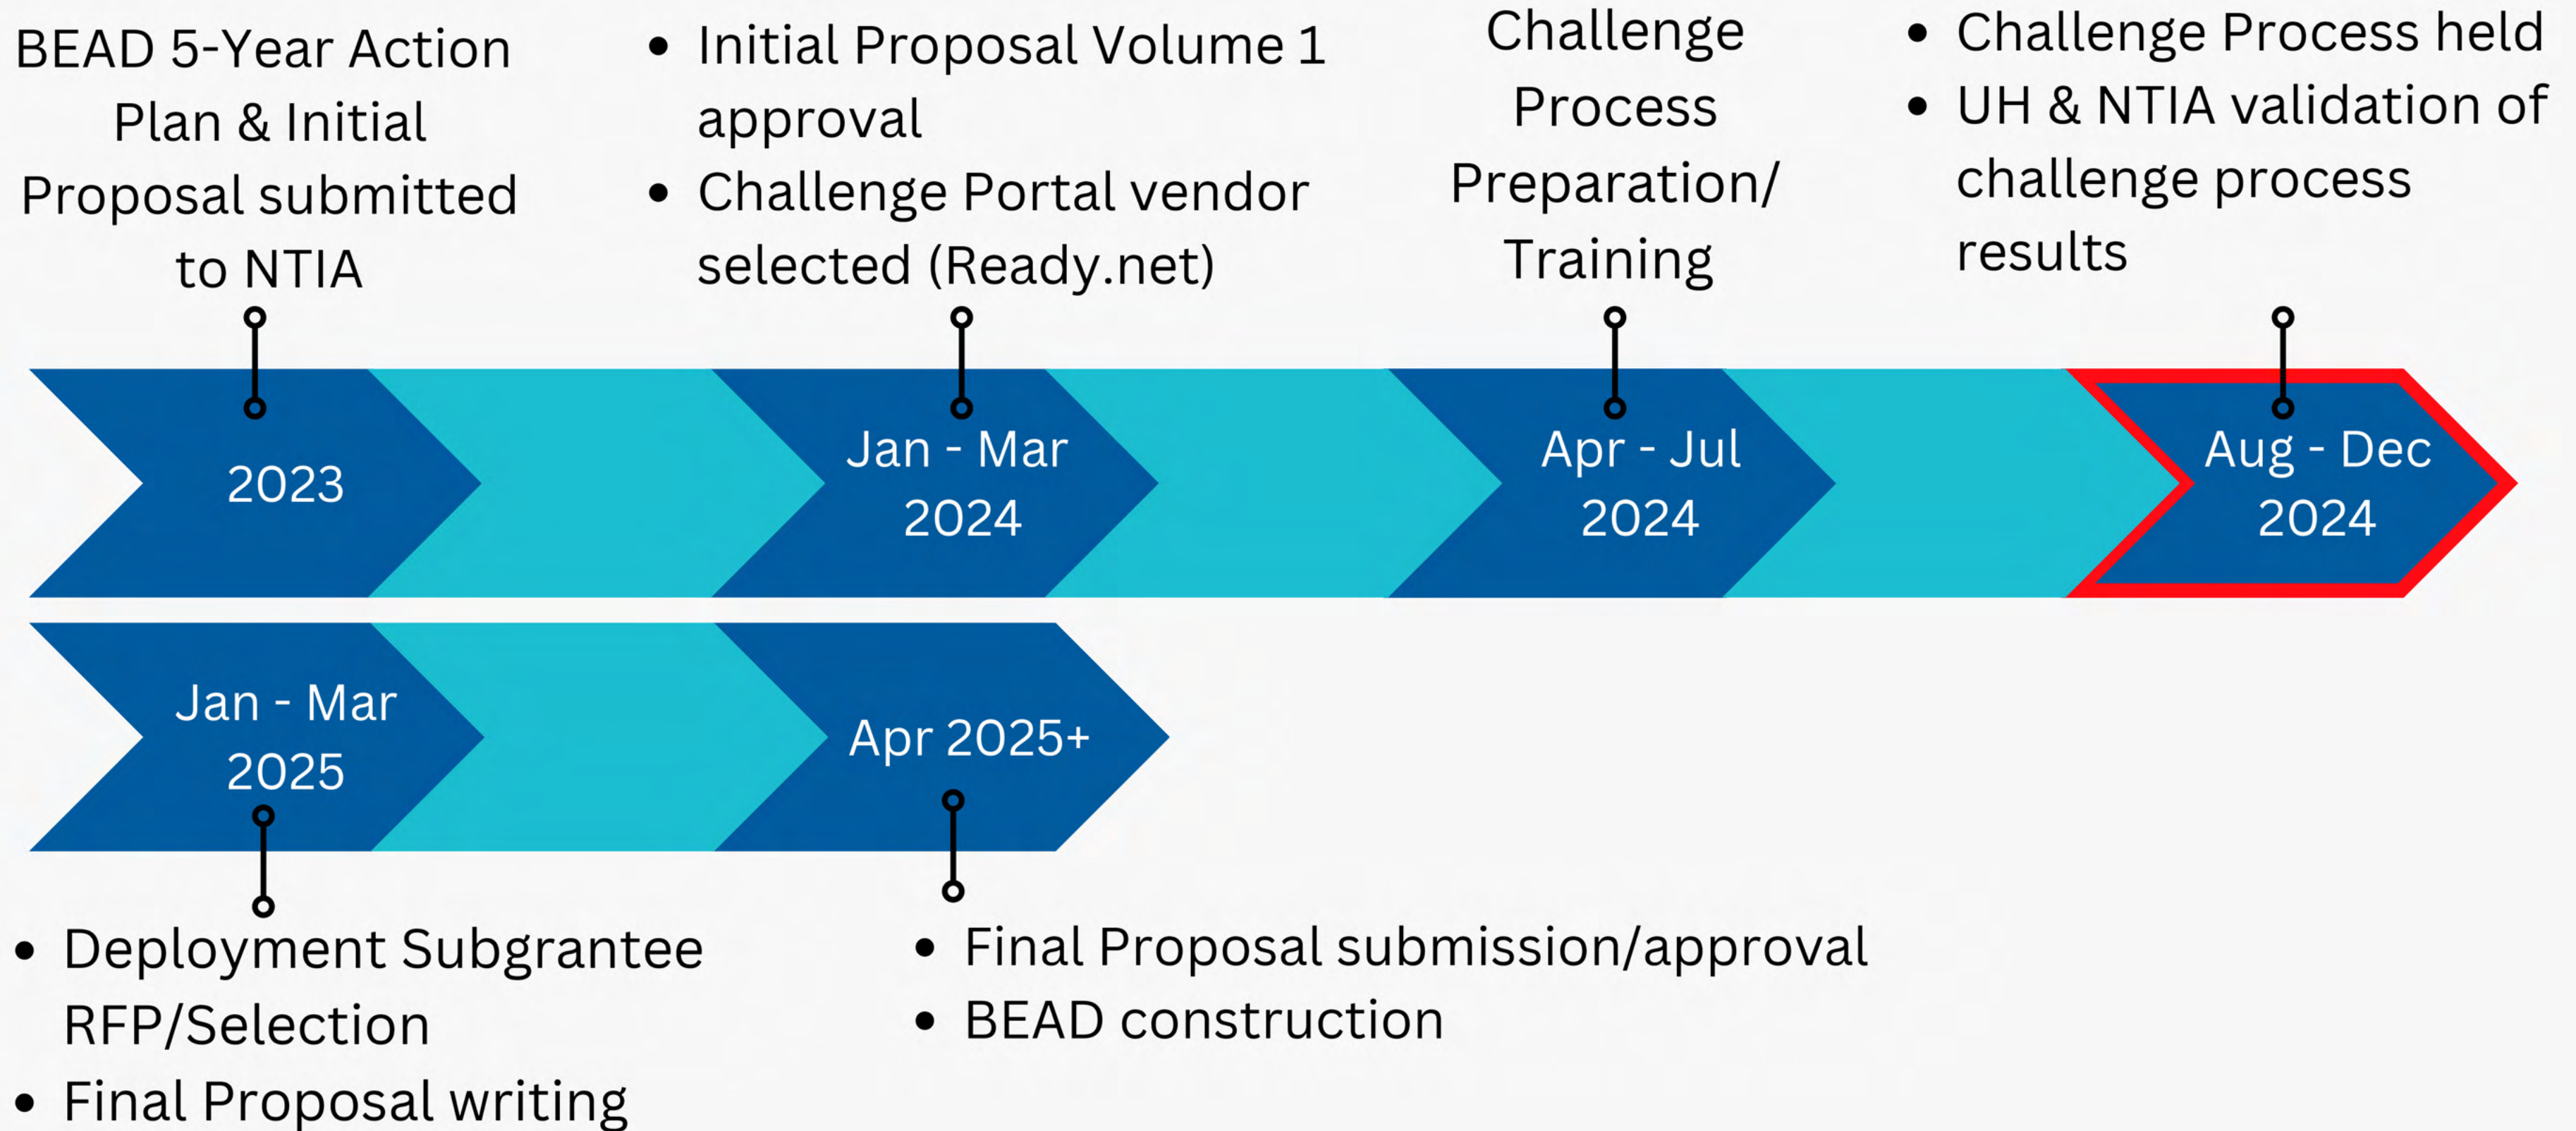 BEAD 5-Year Action
Plan & Initial
Proposal submitted
to NTIA
• Initial Proposal Volume 1
approval
• Challenge Portal vendor
selected (Ready.net)
Challenge
Process
Preparation/
Training
• Challenge Process held
• UH & NTIA validation of
challenge process
results
2023
Jan - Mar
2024
Apr - Jul
2024
Aug - Dec
2024
Jan - Mar
2025
Apr 2025+
• Deployment Subgrantee
RFP/Selection
• Final Proposal writing
• Final Proposal submission/approval
• BEAD construction